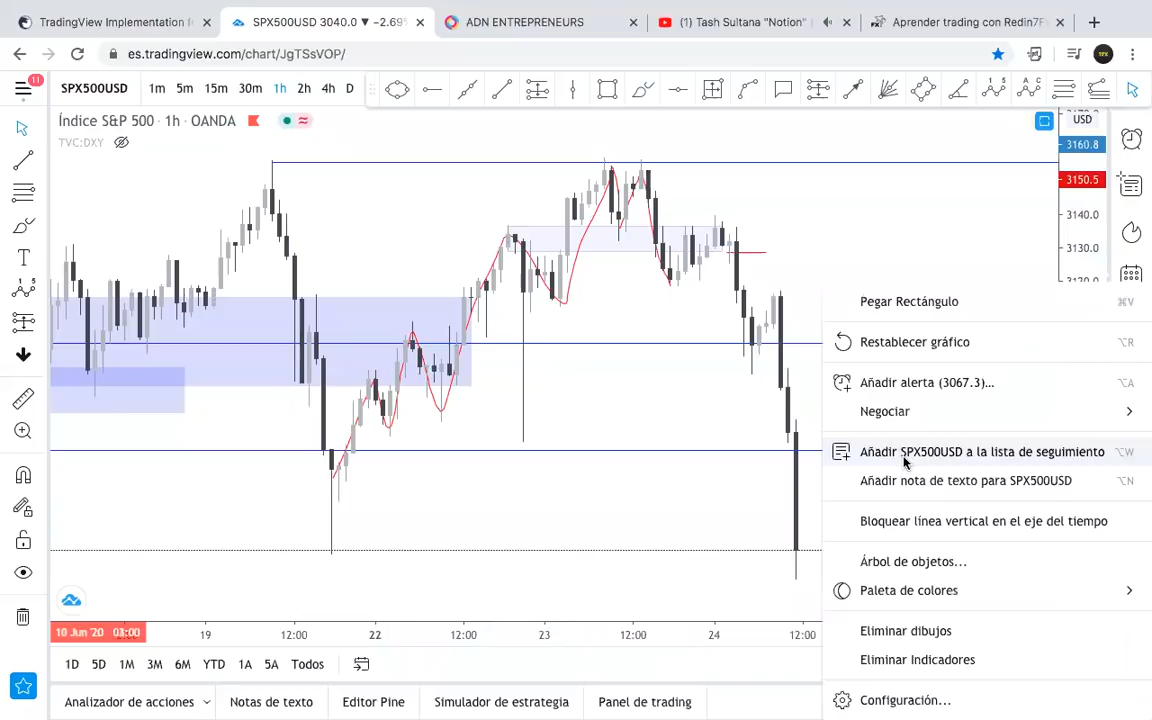 TradingView Implementation f
SPX500USD 3040.0 ▼ −2.69%
ADN ENTREPRENEURS
(1) Tash Sultana "Notion"
Aprender trading con Redin7F
es.tradingview.com/chart/JgTSsVOP/
11
SPX500USD
1m 5m 15m 30m 1h 2h 4h D
Índice S&P 500 · 1h · OANDA
USD
TVC:DXY
3160.8
3150.5
3140.0
3130.0
3120.0
Pegar Rectángulo ⌘V
Restablecer gráfico ⌥R
Añadir alerta (3067.3)... ⌥A
Negociar
Añadir SPX500USD a la lista de seguimiento ⌥W
Añadir nota de texto para SPX500USD ⌥N
Bloquear línea vertical en el eje del tiempo
Árbol de objetos...
Paleta de colores
Eliminar dibujos
Eliminar Indicadores
Configuración...
10 Jun '20 03:00
19 12:00 22 12:00 23 12:00 24 12:00
1D 5D 1M 3M 6M YTD 1A 5A Todos
Analizador de acciones Notas de texto Editor Pine Simulador de estrategia Panel de trading